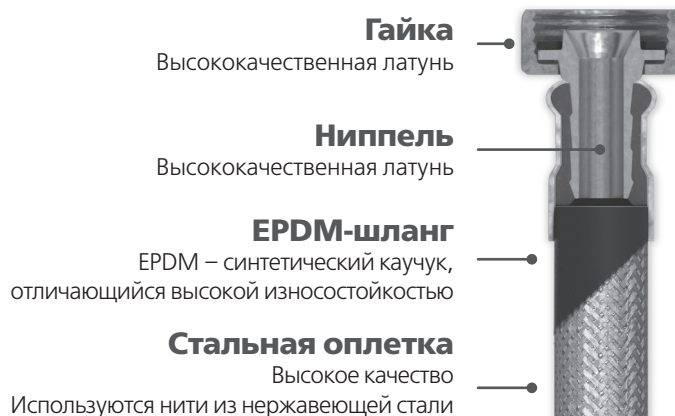 Гайка
Высококачественная латунь
Ниппель
Высококачественная латунь
EPDM-шланг
EPDM – синтетический каучук,
отличающийся высокой износостойкостью
Стальная оплетка
Высокое качество
Используются нити из нержавеющей стали